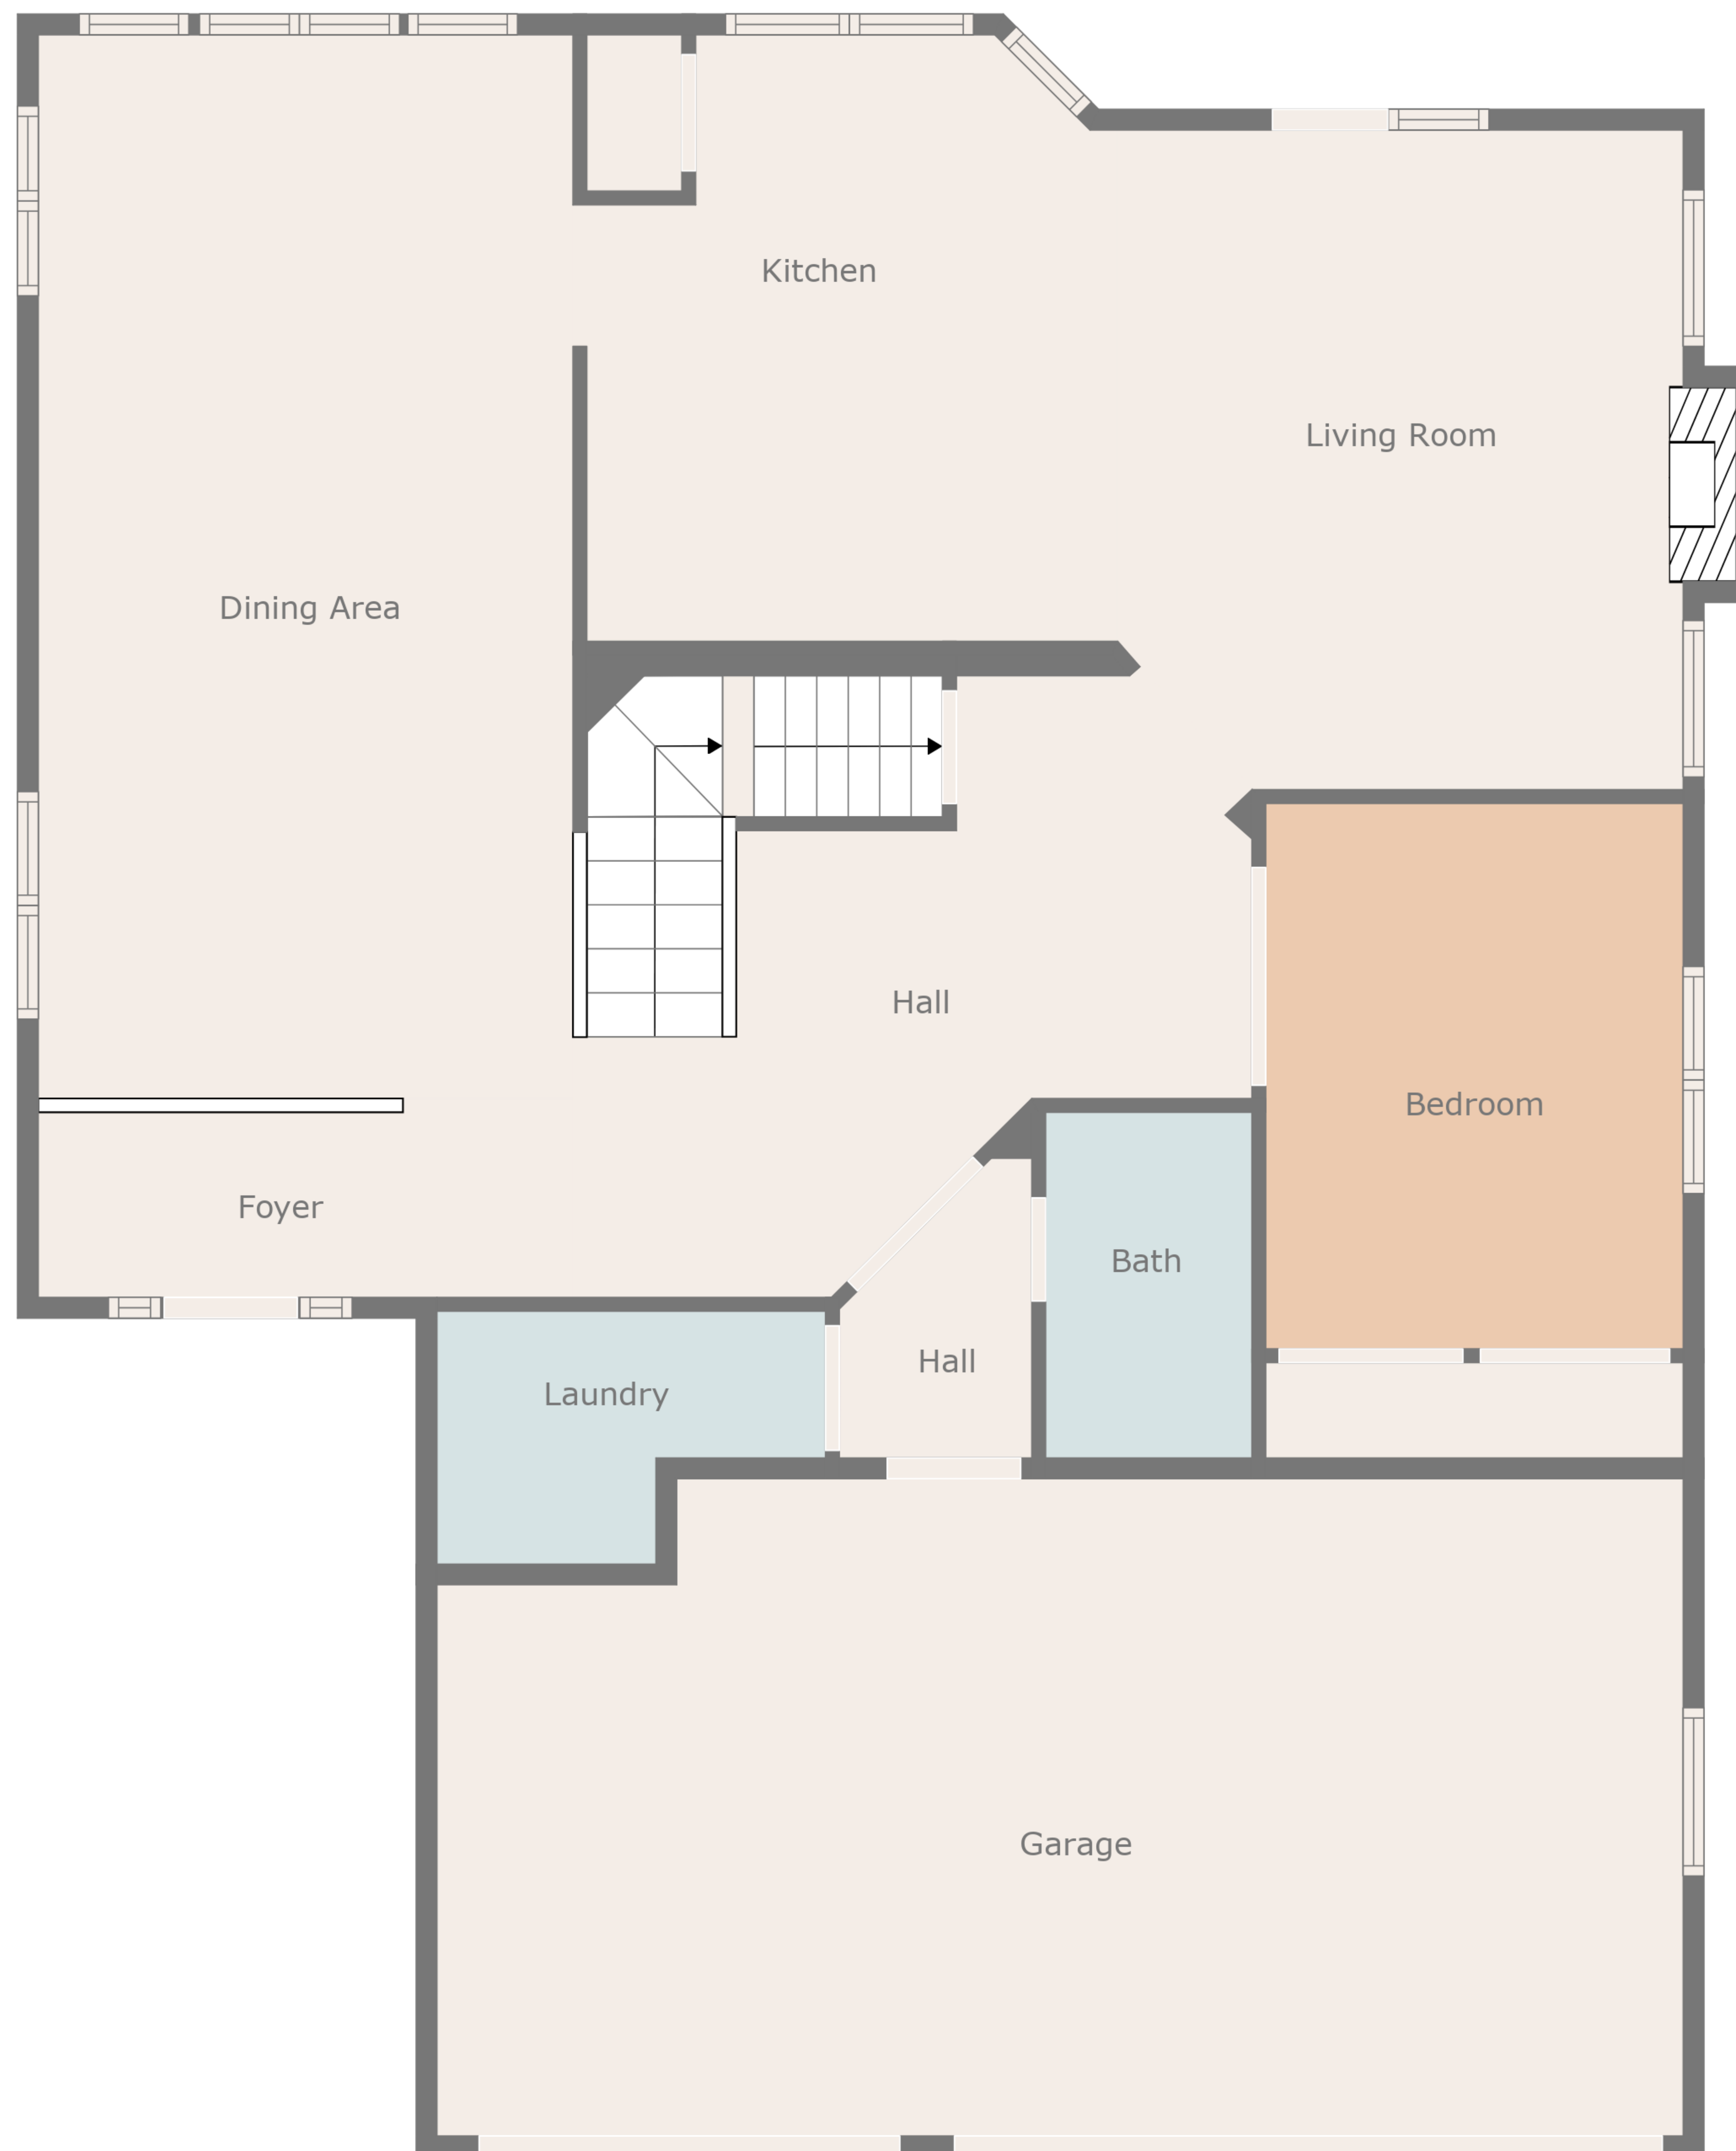 Kitchen
Living Room
Dining Area
Hall
Bedroom
Foyer
Bath
Hall
Laundry
Garage